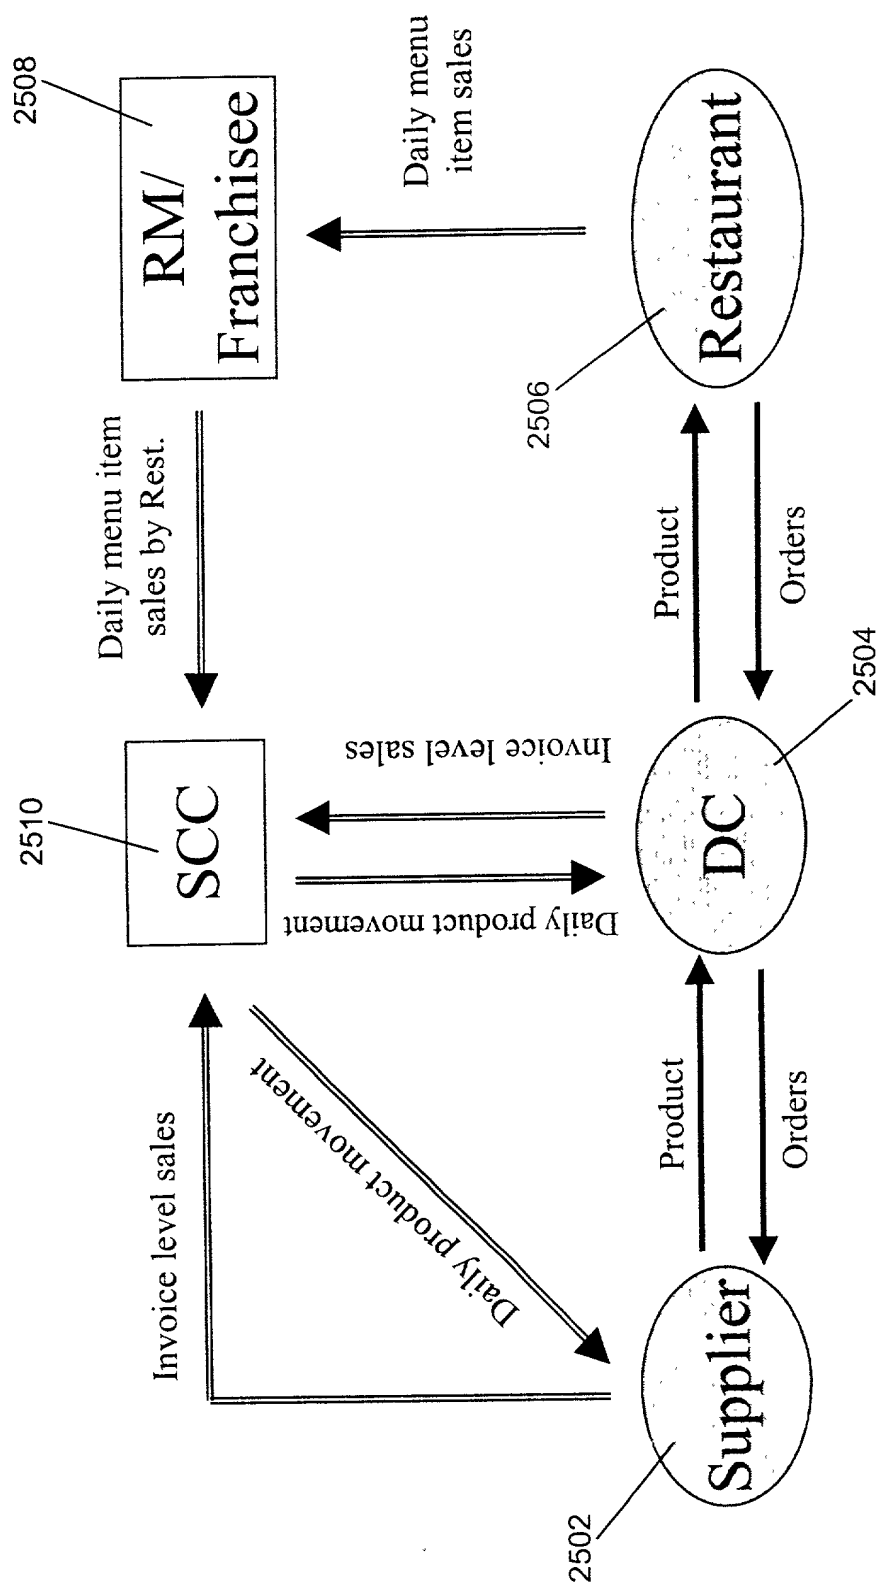 2510
2508
SCC
RM/
Franchisee
Invoice level sales
Daily menu item
sales by Rest.
Daily product movement
Daily product movement
Invoice level sales
Daily menu
item sales
2502
2506
Supplier
Product
Orders
DC
Product
Orders
Restaurant
2504